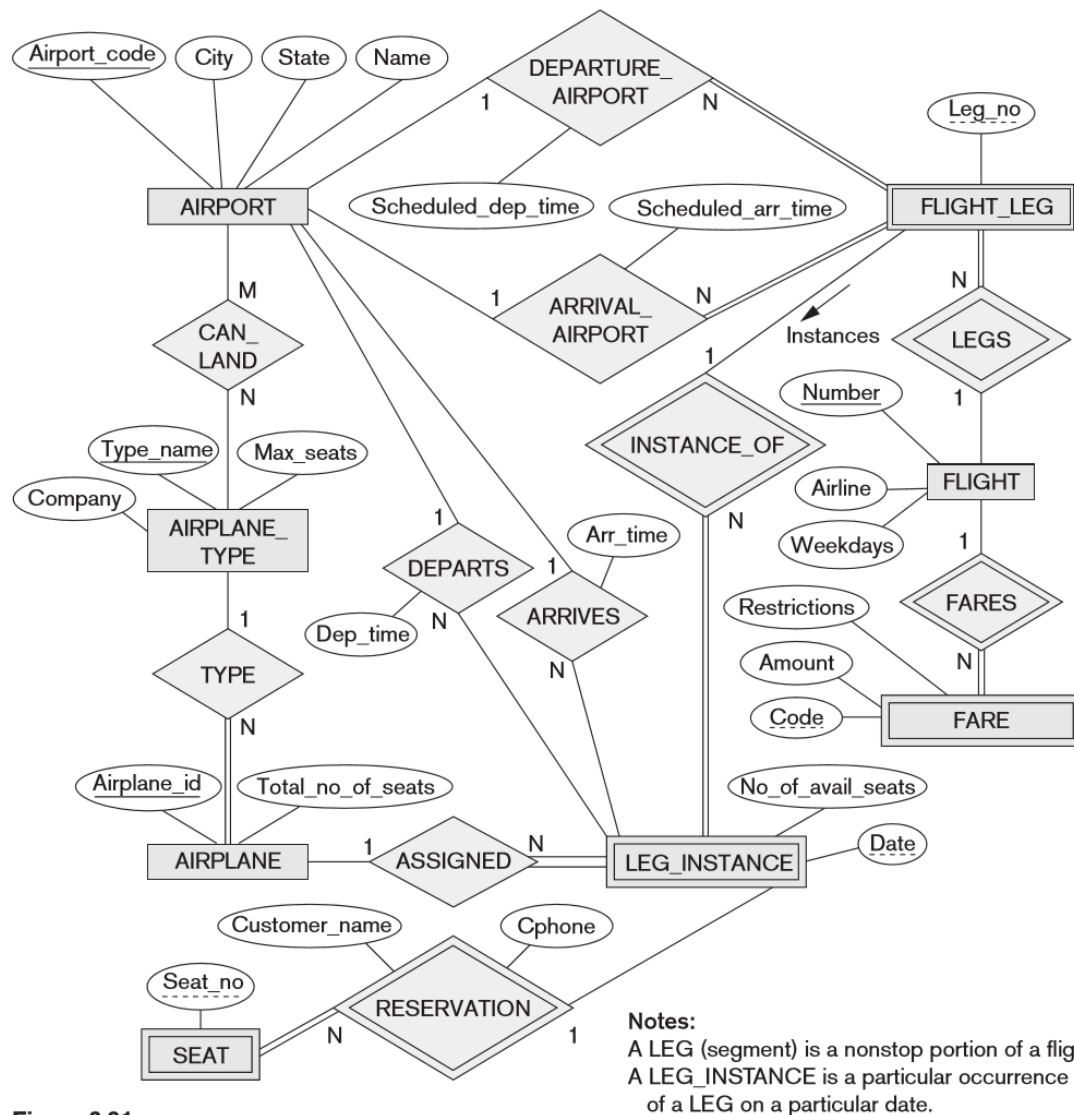 Airport_code
City
State
Name
DEPARTURE_
AIRPORT
1
N
Leg_no
AIRPORT
Scheduled_dep_time
Scheduled_arr_time
FLIGHT_LEG
M
1
ARRIVAL_
AIRPORT
N
N
CAN_
LAND
Instances
LEGS
N
1
1
Number
Type_name
Max_seats
INSTANCE_OF
Company
AIRPLANE_
TYPE
Airline
FLIGHT
N
1
Arr_time
Weekdays
1
DEPARTS
1
1
ARRIVES
Restrictions
FARES
Dep_time
N
TYPE
N
Amount
N
N
Code
FARE
Airplane_id
Total_no_of_seats
No_of_avail_seats
AIRPLANE
1
ASSIGNED
N
LEG_INSTANCE
Date
Customer_name
Cphone
Seat_no
RESERVATION
SEAT
N
1
Notes:
A LEG (segment) is a nonstop portion of a
A LEG_INSTANCE is a particular occurrence
of a LEG on a particular date.